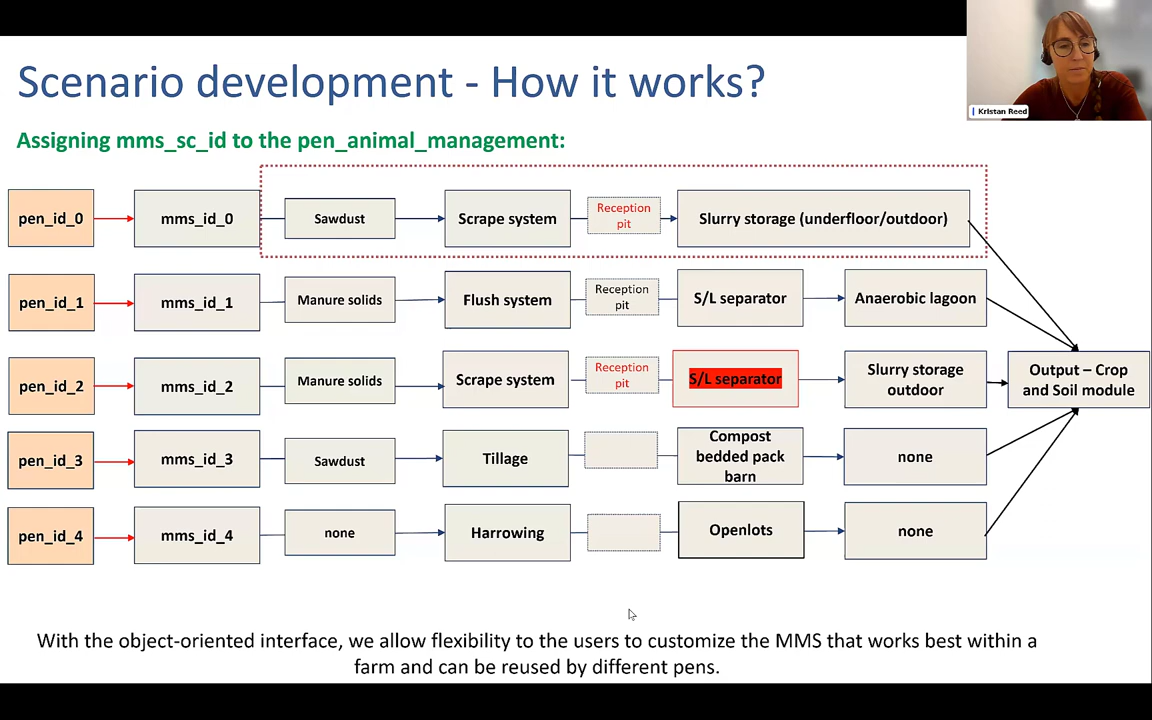 Scenario development - How it works?
Kristan Reed
Assigning mms_sc_id to the pen_animal_management:
pen_id_0
mms_id_0
Sawdust
Scrape system
Reception
pit
Slurry storage (underfloor/outdoor)
pen_id_1
mms_id_1
Manure solids
Flush system
Reception
pit
S/L separator
Anaerobic lagoon
pen_id_2
mms_id_2
Manure solids
Scrape system
Reception
pit
S/L separator
Slurry storage
outdoor
Output – Crop
and Soil module
pen_id_3
mms_id_3
Sawdust
Tillage
Compost
bedded pack
barn
none
pen_id_4
mms_id_4
none
Harrowing
Openlots
none
With the object-oriented interface, we allow flexibility to the users to customize the MMS that works best within a
farm and can be reused by different pens.